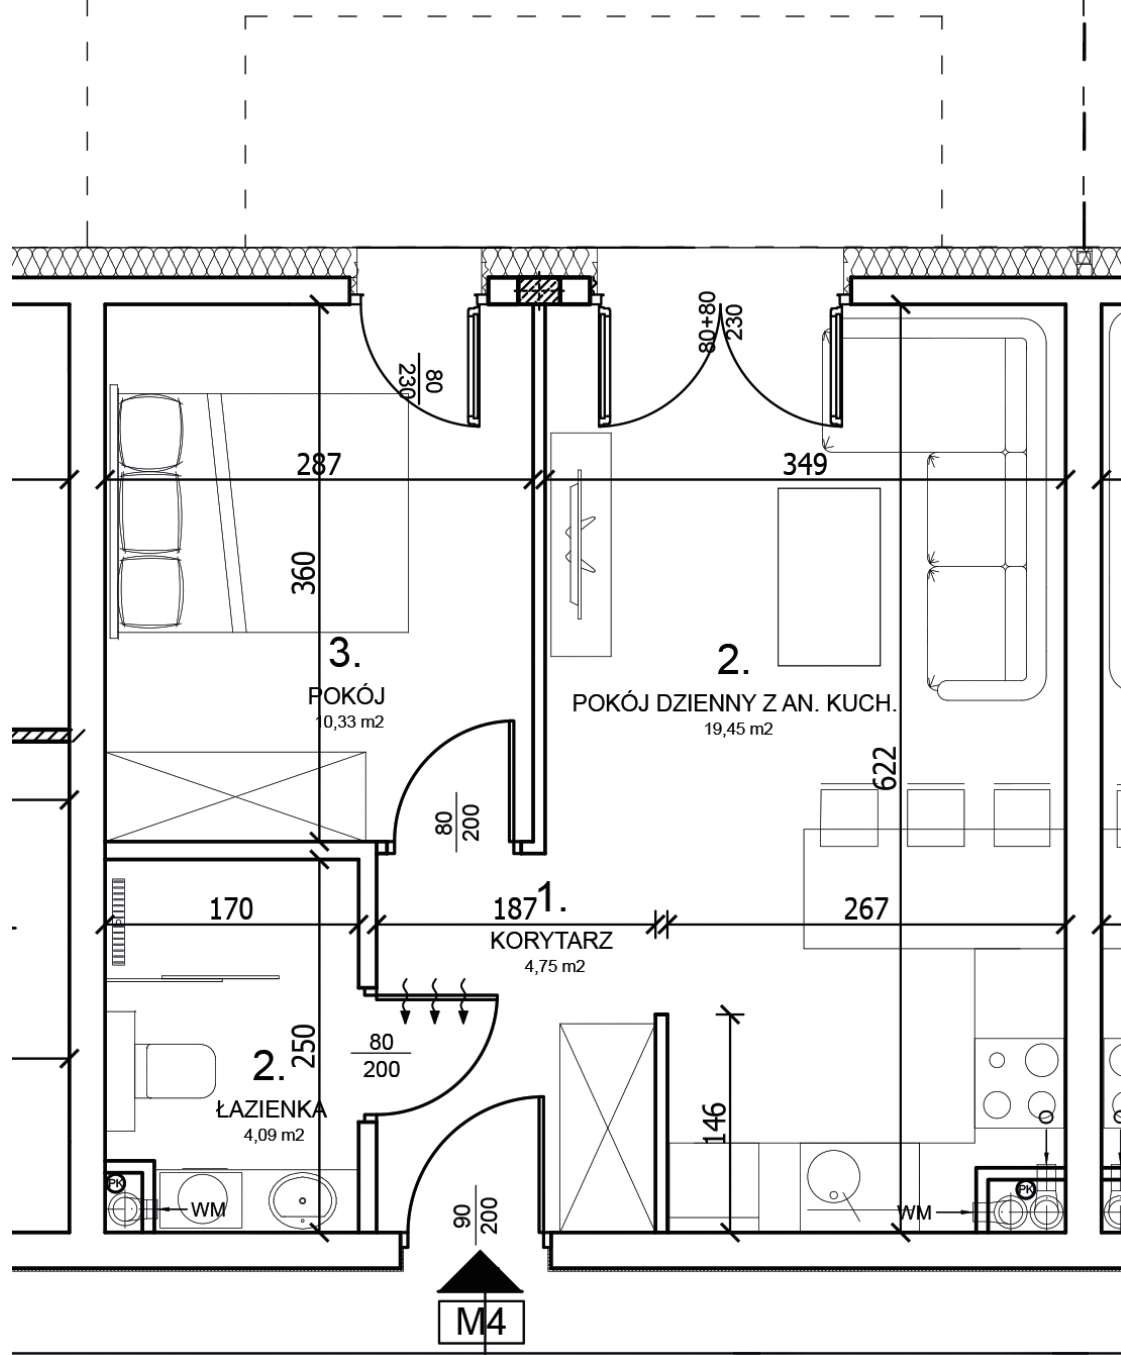 80+80
230
80
230
287
349
360
3.
POKÓJ
10,33 m2
2.
POKÓJ DZIENNY Z AN. KUCH.
19,45 m2
622
80
200
170
187
1.
267
KORYTARZ
4,75 m2
250
80
200
2.
ŁAZIENKA
4,09 m2
146
PK
WM
90
200
PK
WM
M4